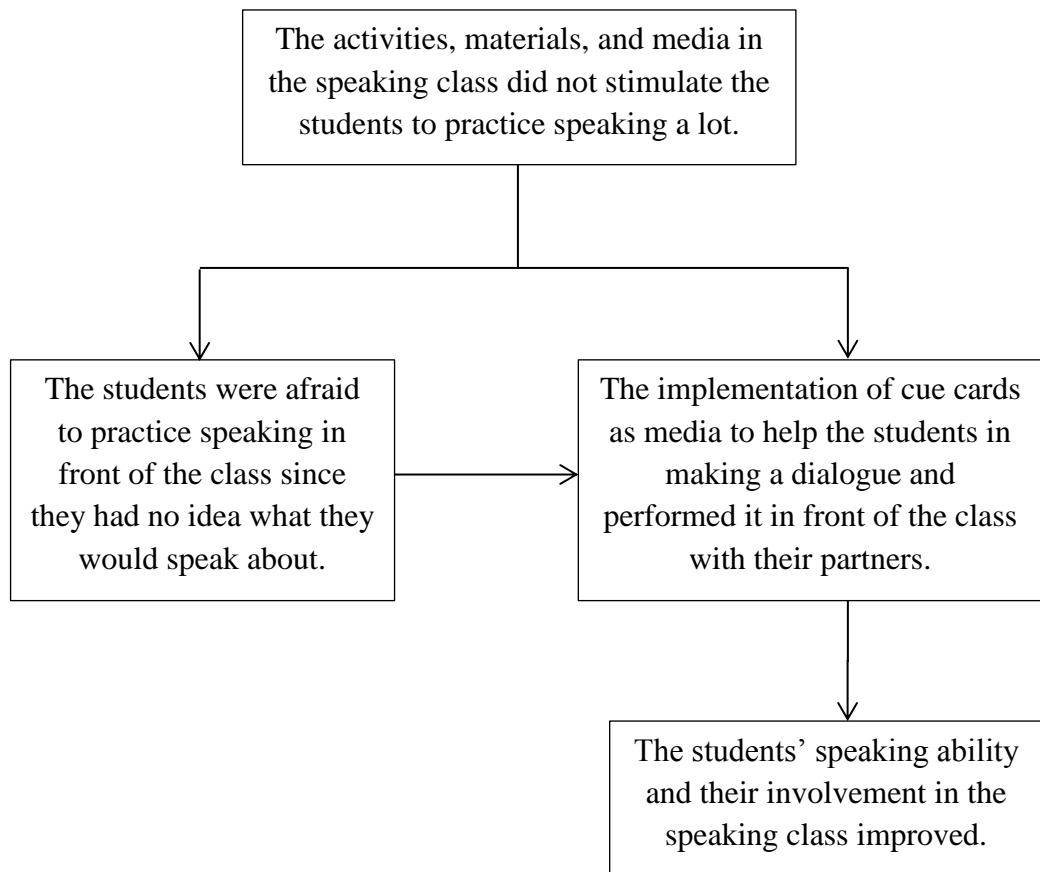 The activities, materials, and media in
the speaking class did not stimulate the
students to practice speaking a lot.
The students were afraid
to practice speaking in
front of the class since
they had no idea what they
would speak about.
The implementation of cue cards
as media to help the students in
making a dialogue and
performed it in front of the class
with their partners.
The students’ speaking ability
and their involvement in the
speaking class improved.